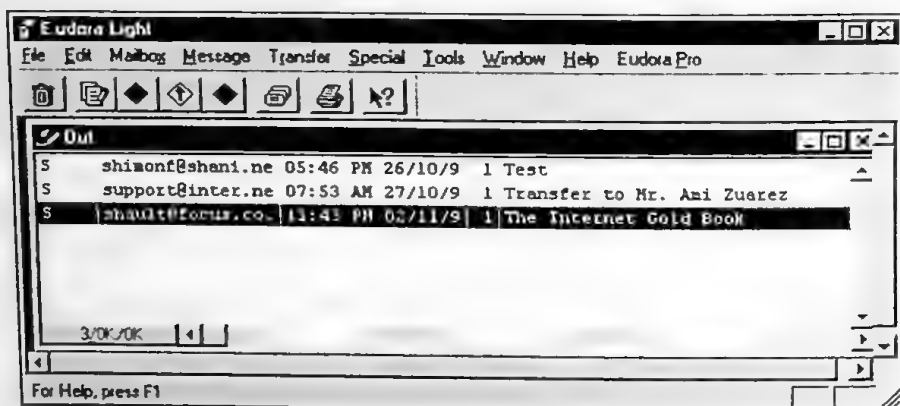 Eudora Light
File Edit Mailbox Message Transfer Special Tools Window Help Eudora Pro
Out
S shimonf@shani.ne 05:46 PM 26/10/9 1 Test
S support@inter.ne 07:53 AM 27/10/9 1 Transfer to Mr. Ami Zuarez
S shault@forus.co. 11:43 PM 02/11/9 1 The Internet Gold Book
3/0K/0K
For Help, press F1